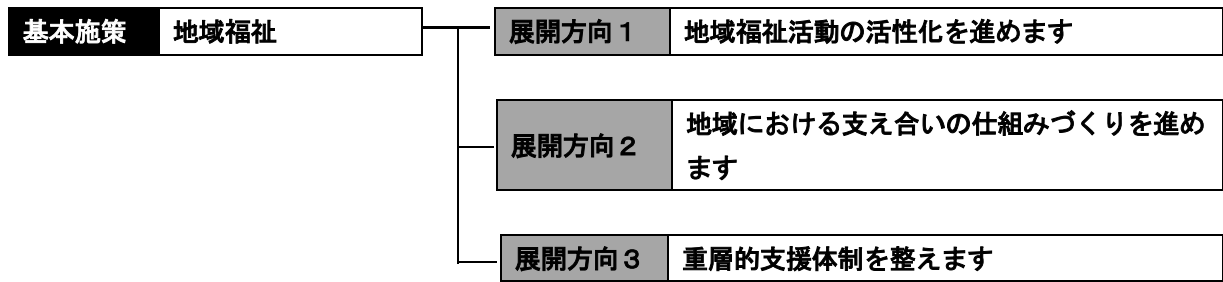 基本施策 地域福祉
展開方向１ 地域福祉活動の活性化を進めます
展開方向２ 地域における支え合いの仕組みづくりを進め
ます
展開方向３ 重層的支援体制を整えます